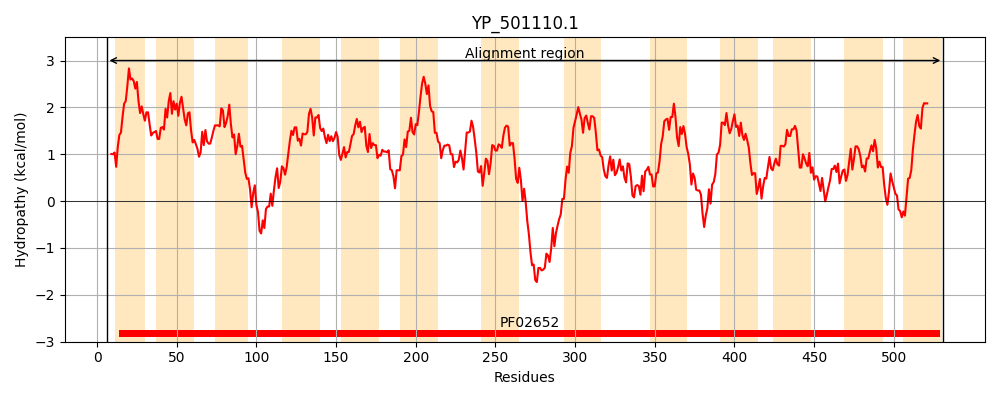 YP_501110.1
Alignment region
Hydropathy (kcal/mol)
3
2
1
0
−1
−2
−3
PF02652
0 50 100 150 200 250 300 350 400 450 500
Residues